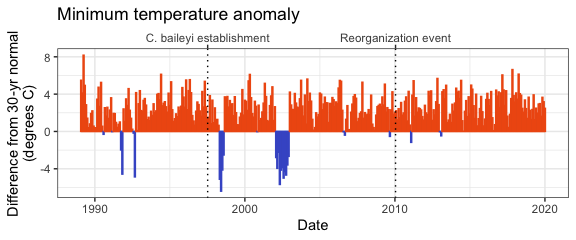 Minimum temperature anomaly
C. baileyi establishment
Reorganization event
Difference from 30-yr normal
(degrees C)
8
4
0
-4
1990
2000
2010
2020
Date